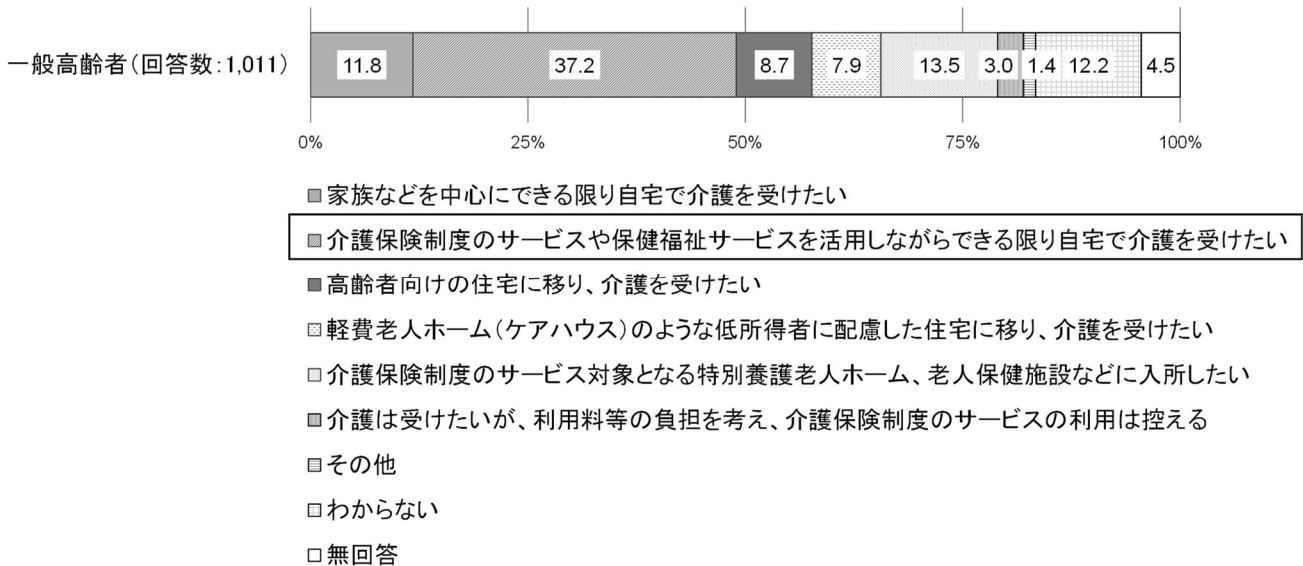 一般高齢者(回答数:1,011)
11.8 37.2 8.7 7.9 13.5 3.0 1.4 12.2 4.5
0% 25% 50% 75% 100%
家族などを中心にできる限り自宅で介護を受けたい
介護保険制度のサービスや保健福祉サービスを活用しながらできる限り自宅で介護を受けたい
高齢者向けの住宅に移り、介護を受けたい
軽費老人ホーム(ケアハウス)のような低所得者に配慮した住宅に移り、介護を受けたい
介護保険制度のサービス対象となる特別養護老人ホーム、老人保健施設などに入所したい
介護は受けたいが、利用料等の負担を考え、介護保険制度のサービスの利用は控える
その他
わからない
無回答